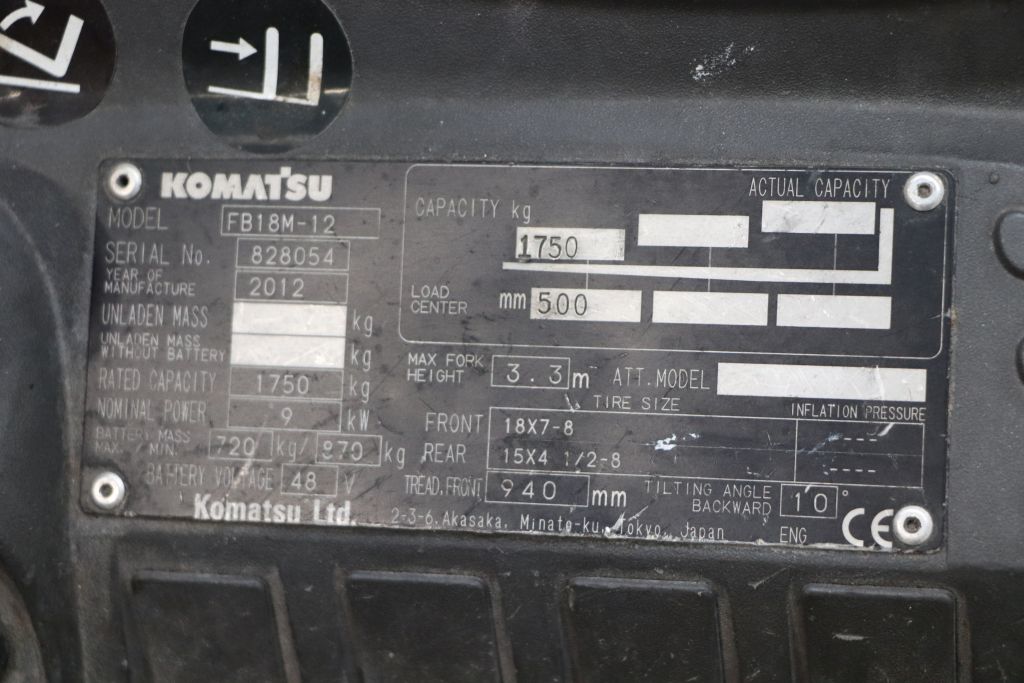 KOMATSU
MODEL FB18M-12
SERIAL No. 828054
YEAR OF MANUFACTURE 2012
UNLADEN MASS kg
UNLADEN MASS WITHOUT BATTERY kg
RATED CAPACITY 1750 kg
NOMINAL POWER 9 kW
BATTERY MASS MAX./ MIN. 720 kg/ 870 kg
BATTERY VOLTAGE 48 V
Komatsu Ltd. 2-3-6, Akasaka, Minato-ku, Tokyo, Japan
ACTUAL CAPACITY
CAPACITY kg 1750
LOAD CENTER mm 500
MAX FORK HEIGHT 3.3 m ATT.MODEL
TIRE SIZE INFLATION PRESSURE
FRONT 18X7-8 ----
REAR 15X4 1/2-8 ----
TREAD.FRONT 940 mm TILTING ANGLE BACKWARD 10°
ENG CE